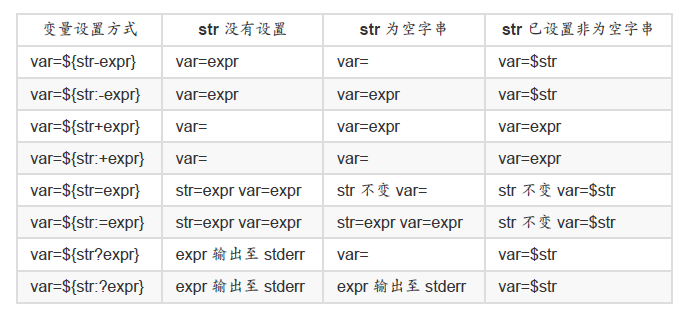 变量设置方式 str 没有设置 str 为空字串 str 已设置非为空字串
var=${str-expr} var=expr var= var=$str
var=${str:-expr} var=expr var=expr var=$str
var=${str+expr} var= var=expr var=expr
var=${str:+expr} var= var= var=expr
var=${str=expr} str=expr var=expr str 不变 var= str 不变 var=$str
var=${str:=expr} str=expr var=expr str=expr var=expr str 不变 var=$str
var=${str?expr} expr 输出至 stderr var= var=$str
var=${str:?expr} expr 输出至 stderr expr 输出至 stderr var=$str